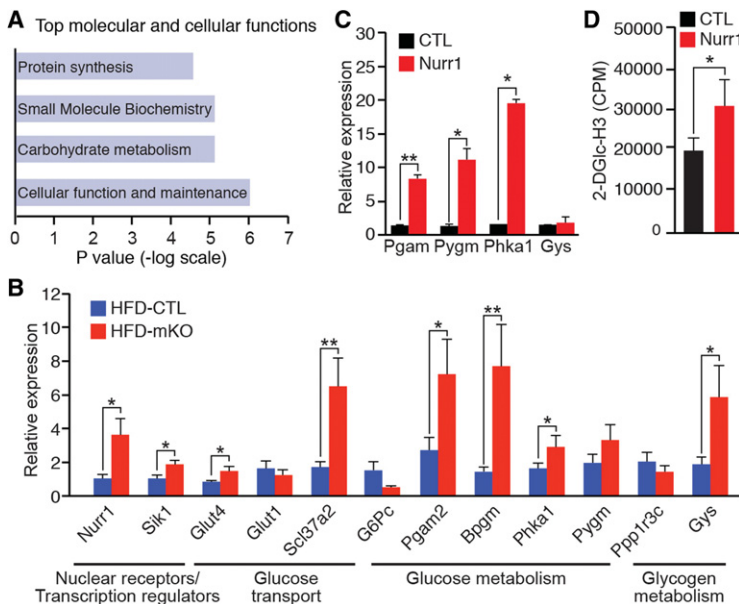 A Top molecular and cellular functions
Protein synthesis
Small Molecule Biochemistry
Carbohydrate metabolism
Cellular function and maintenance
0 1 2 3 4 5 6 7
P value (-log scale)
C
CTL
Nurr1
Relative expression
30
25
20
15
10
5
0
** * *
Pgam Pygm Phka1 Gys
D
CTL
Nurr1
2-DGlc-H3 (CPM)
50000
40000
30000
20000
10000
0
*
B
HFD-CTL
HFD-mKO
Relative expression
12
10
8
6
4
2
0
* * * ** * ** * *
Nurr1 Sik1 Glut4 Glut1 Scl37a2 G6Pc Pgam2 Bpgm Phka1 Pygm Ppp1r3c Gys
Nuclear receptors/
Transcription regulators
Glucose
transport
Glucose metabolism
Glycogen
metabolism